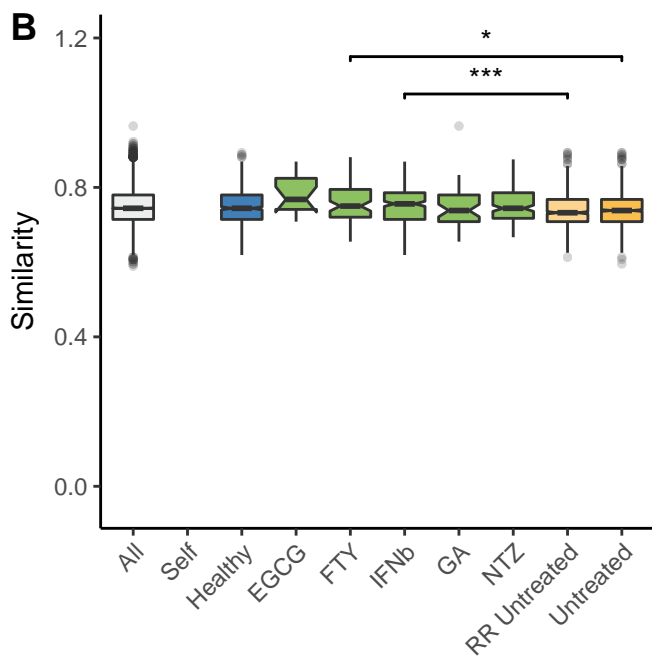 B
*
***
1.2
0.8
0.4
0.0
Similarity
All
Self
Healthy
EGCG
FTY
IFNb
GA
NTZ
RR Untreated
Untreated